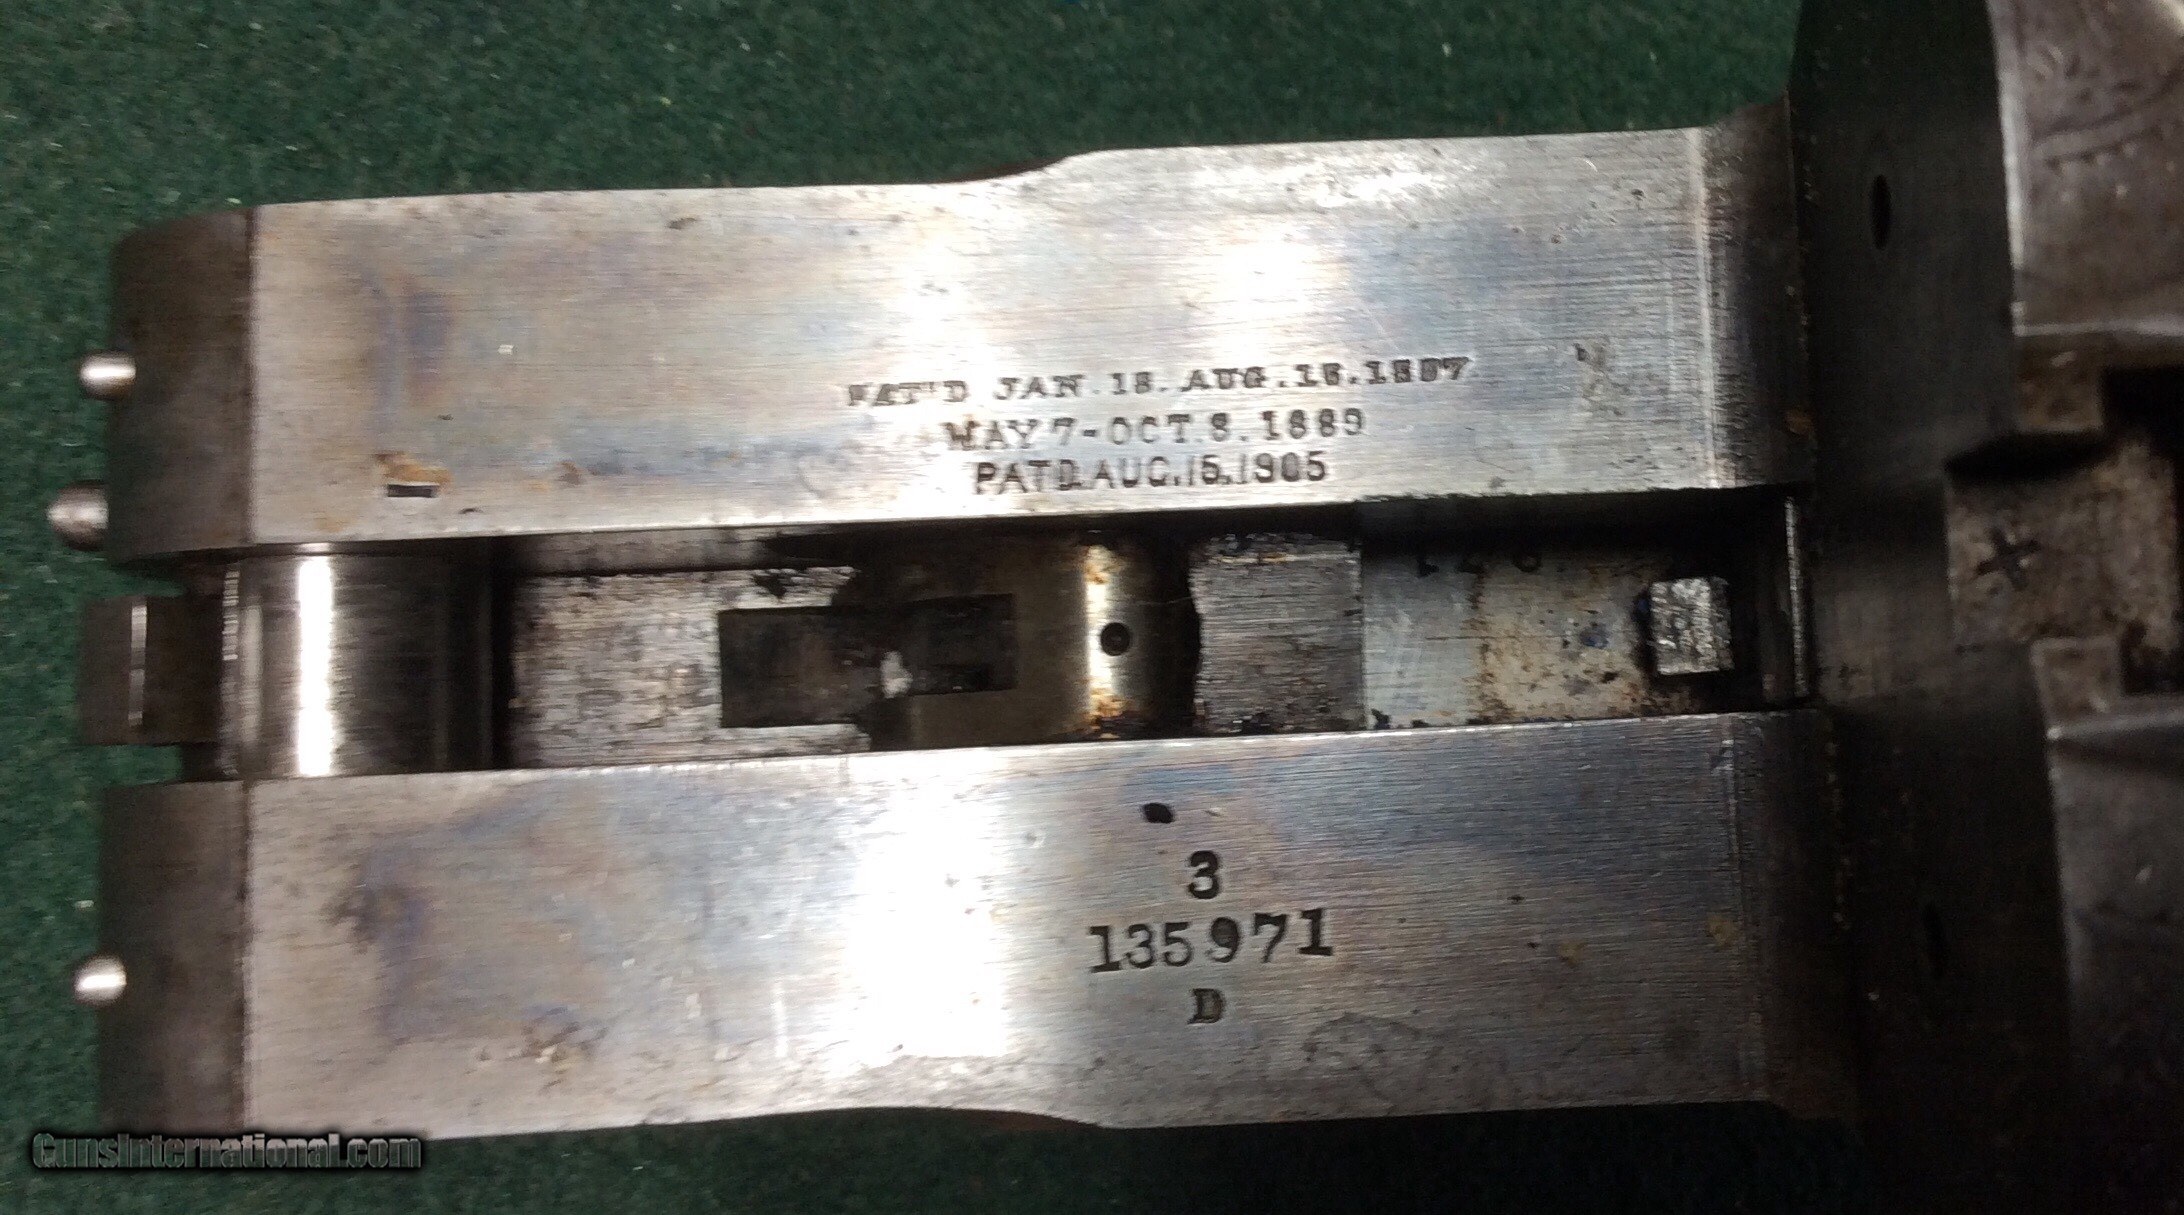 PAT'D JAN.18.AUG.16.1887
MAY 7-OCT.8.1889
PAT'D.AUG.15.1905
971
+
3
135971
D
GunsInternational.com